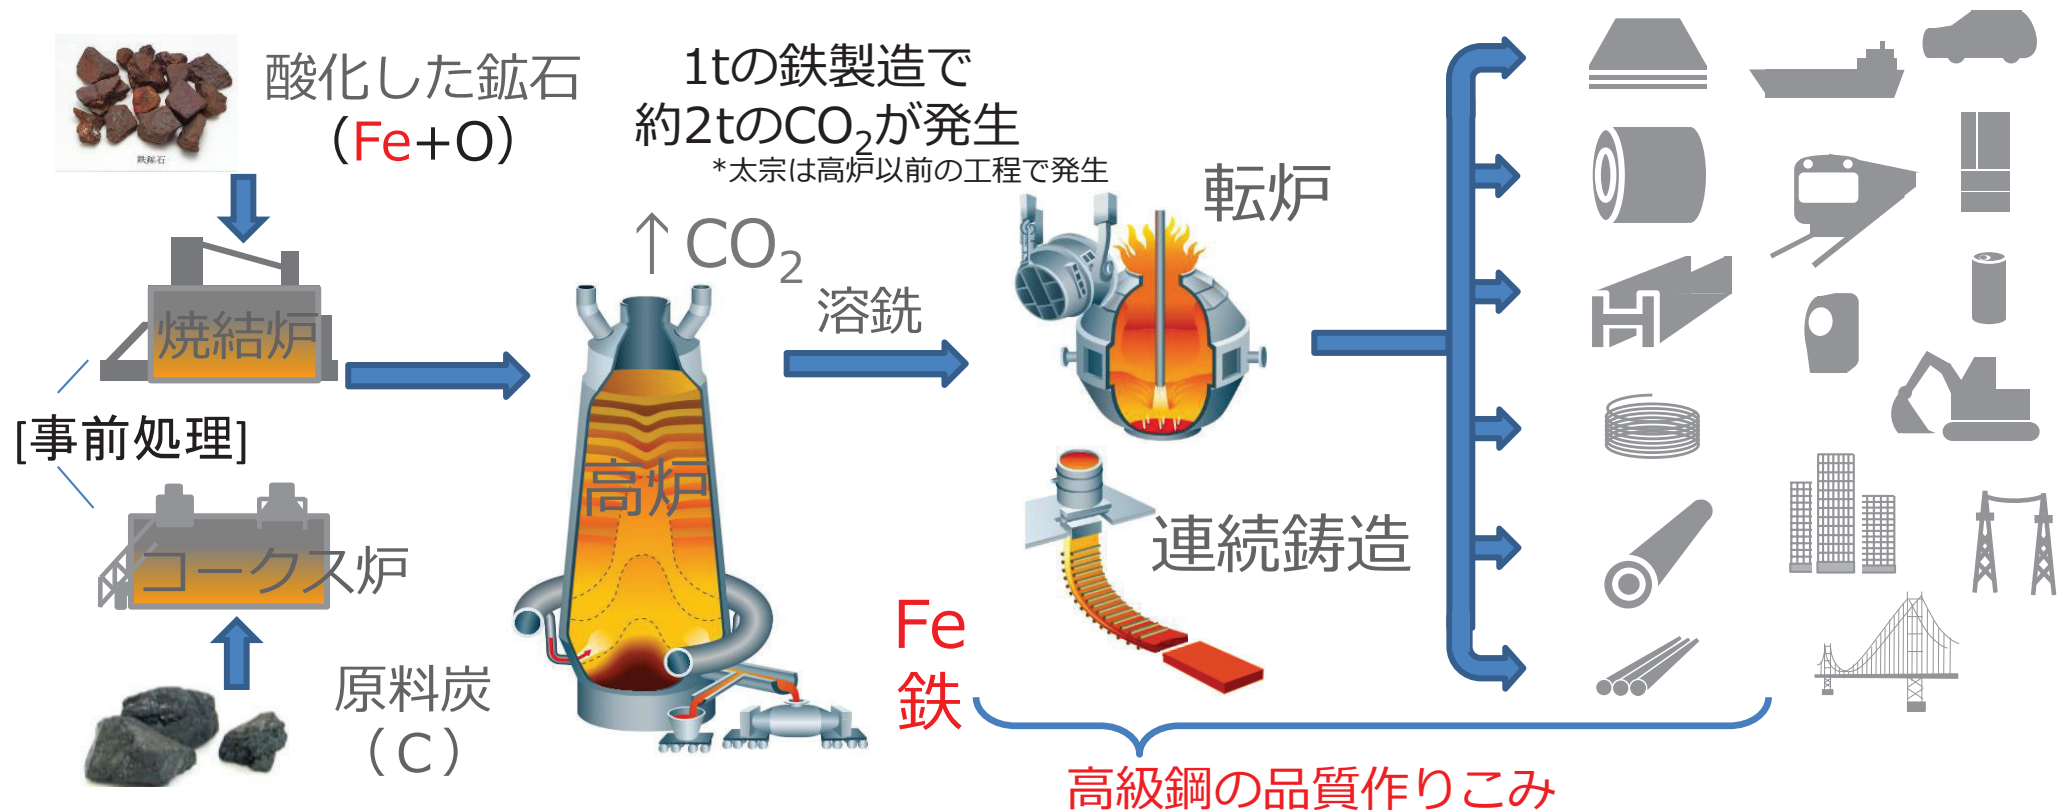 酸化した鉱石
（Fe+O）
鉄鉱石
1tの鉄製造で
約2tのCO₂が発生
*太宗は高炉以前の工程で発生
↑CO₂
転炉
溶銑
焼結炉
[事前処理]
高炉
コークス炉
連続鋳造
原料炭
（C）
Fe
鉄
高級鋼の品質作りこみ